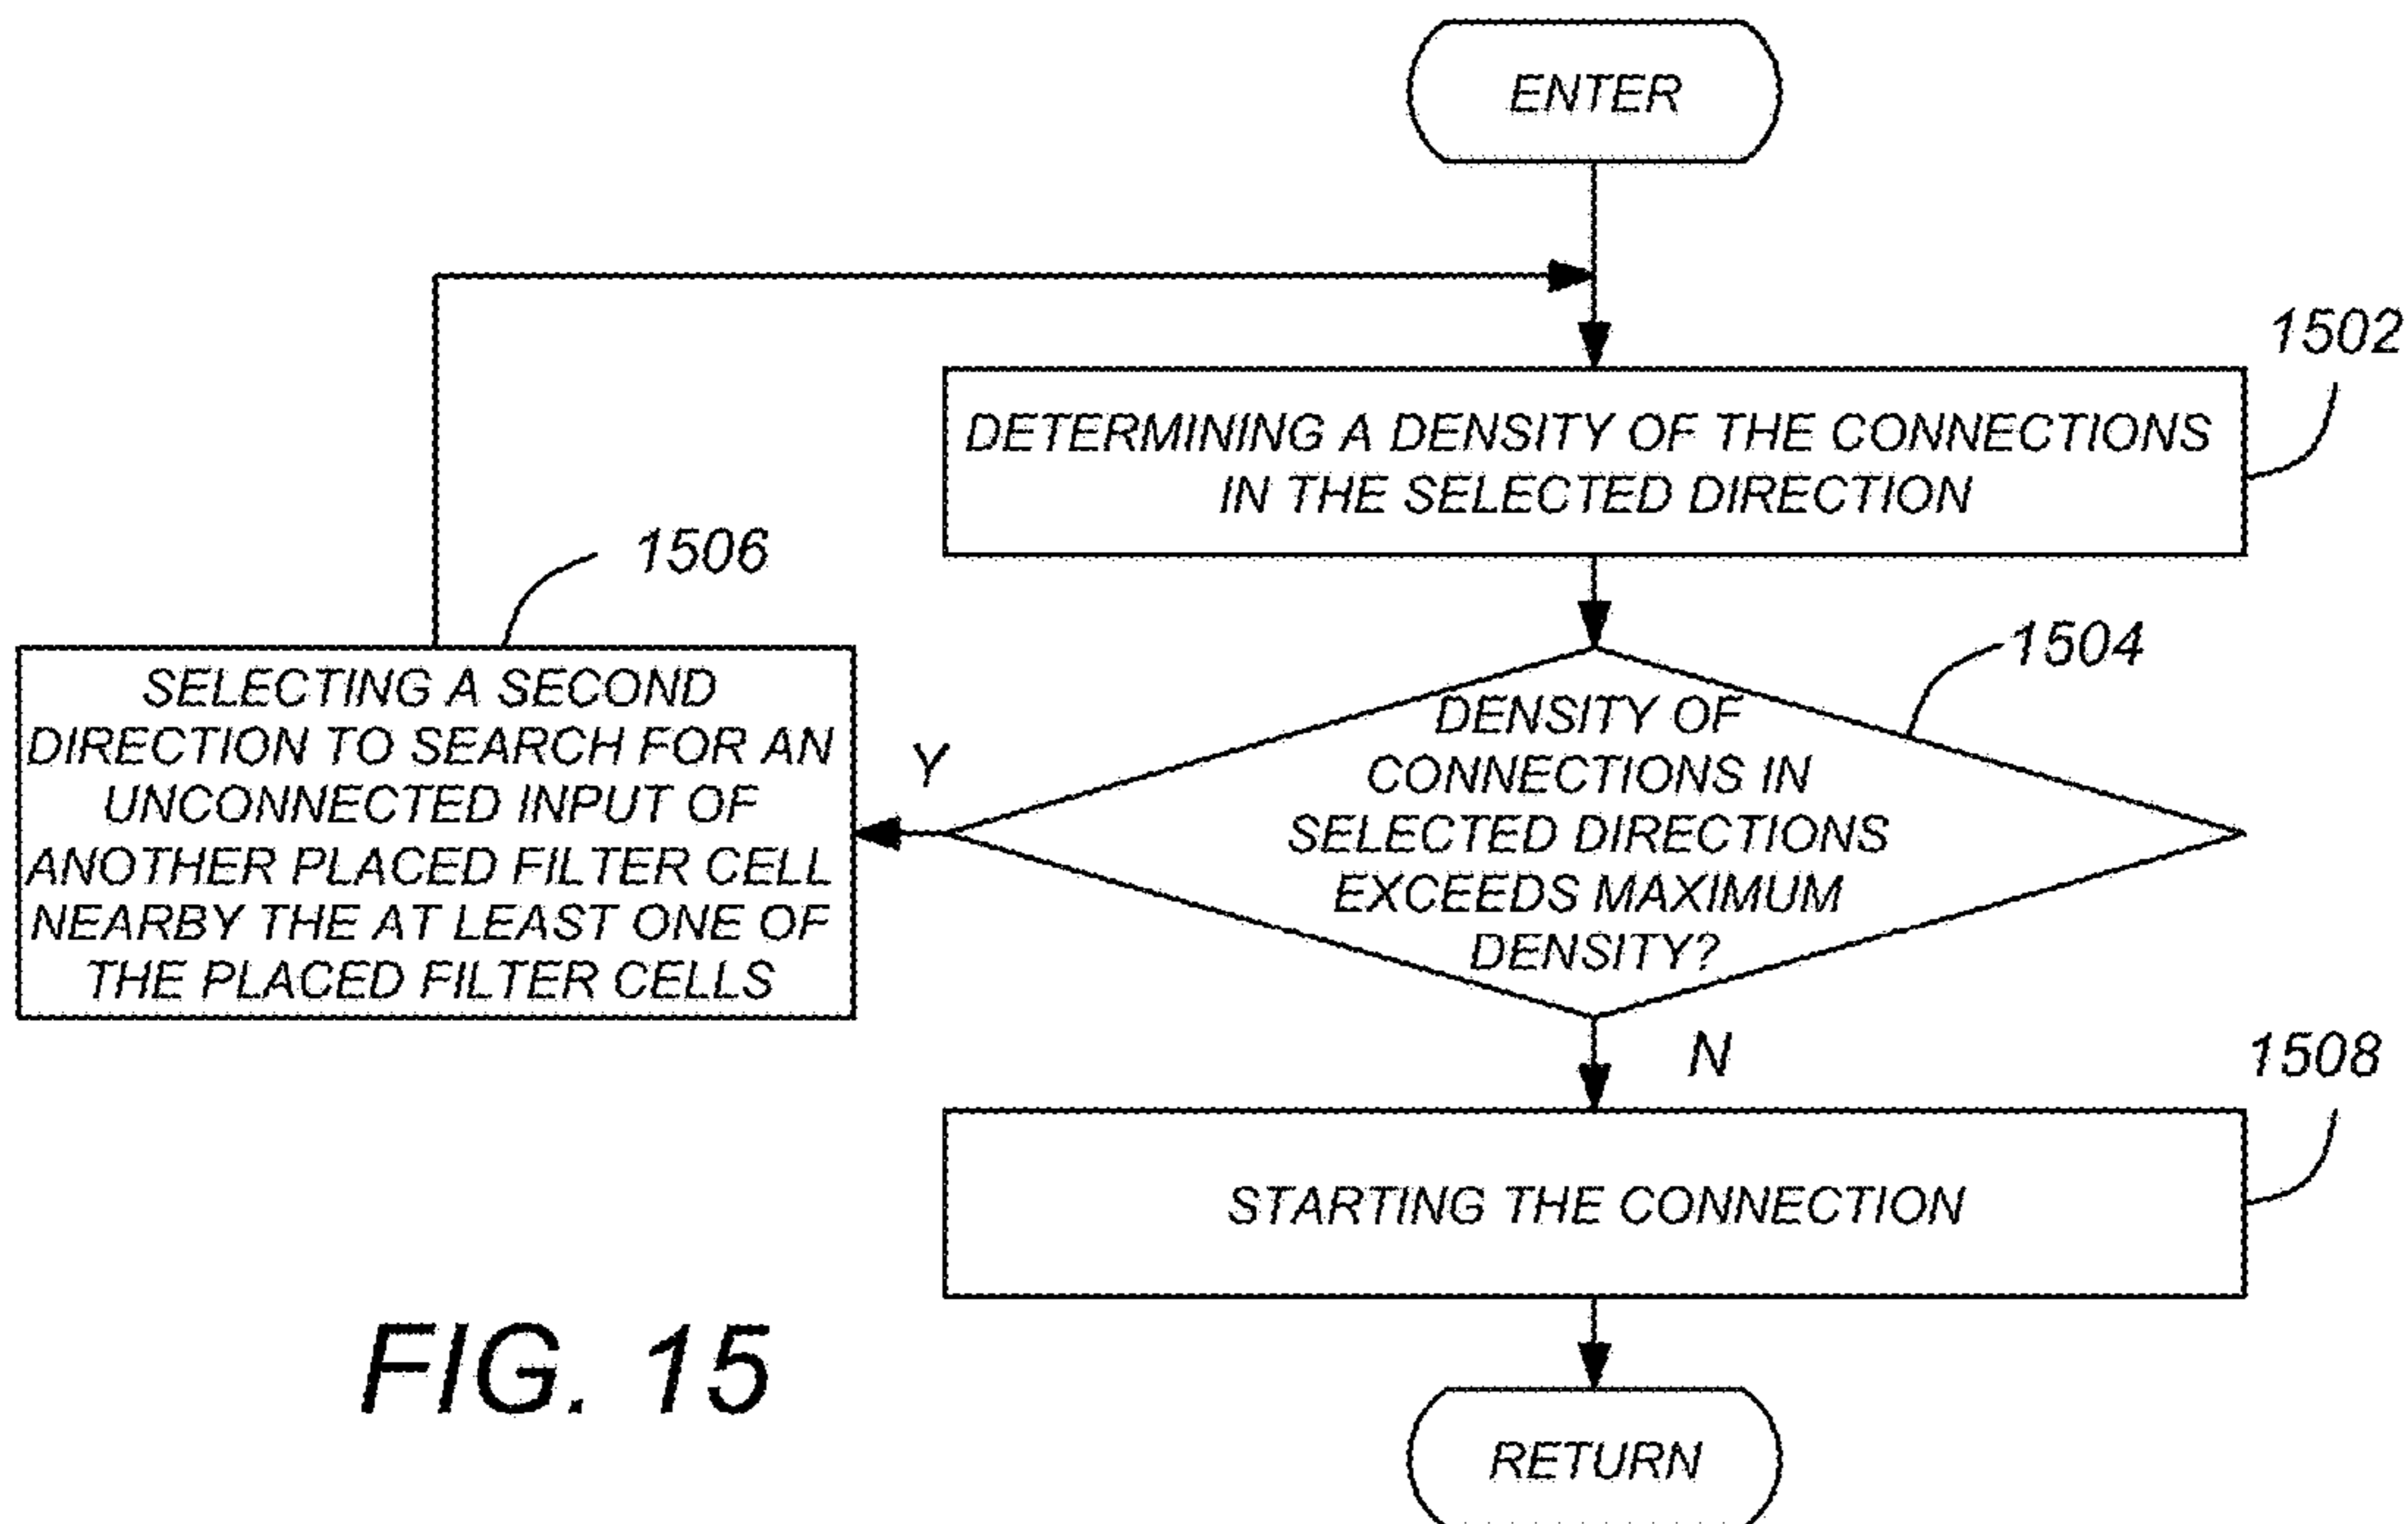 ENTER
1502
DETERMINING A DENSITY OF THE CONNECTIONS
IN THE SELECTED DIRECTION
1506
SELECTING A SECOND
DIRECTION TO SEARCH FOR AN
UNCONNECTED INPUT OF
ANOTHER PLACED FILTER CELL
NEARBY THE AT LEAST ONE OF
THE PLACED FILTER CELLS
Y
1504
DENSITY OF
CONNECTIONS IN
SELECTED DIRECTIONS
EXCEEDS MAXIMUM
DENSITY?
N
1508
STARTING THE CONNECTION
FIG. 15
RETURN